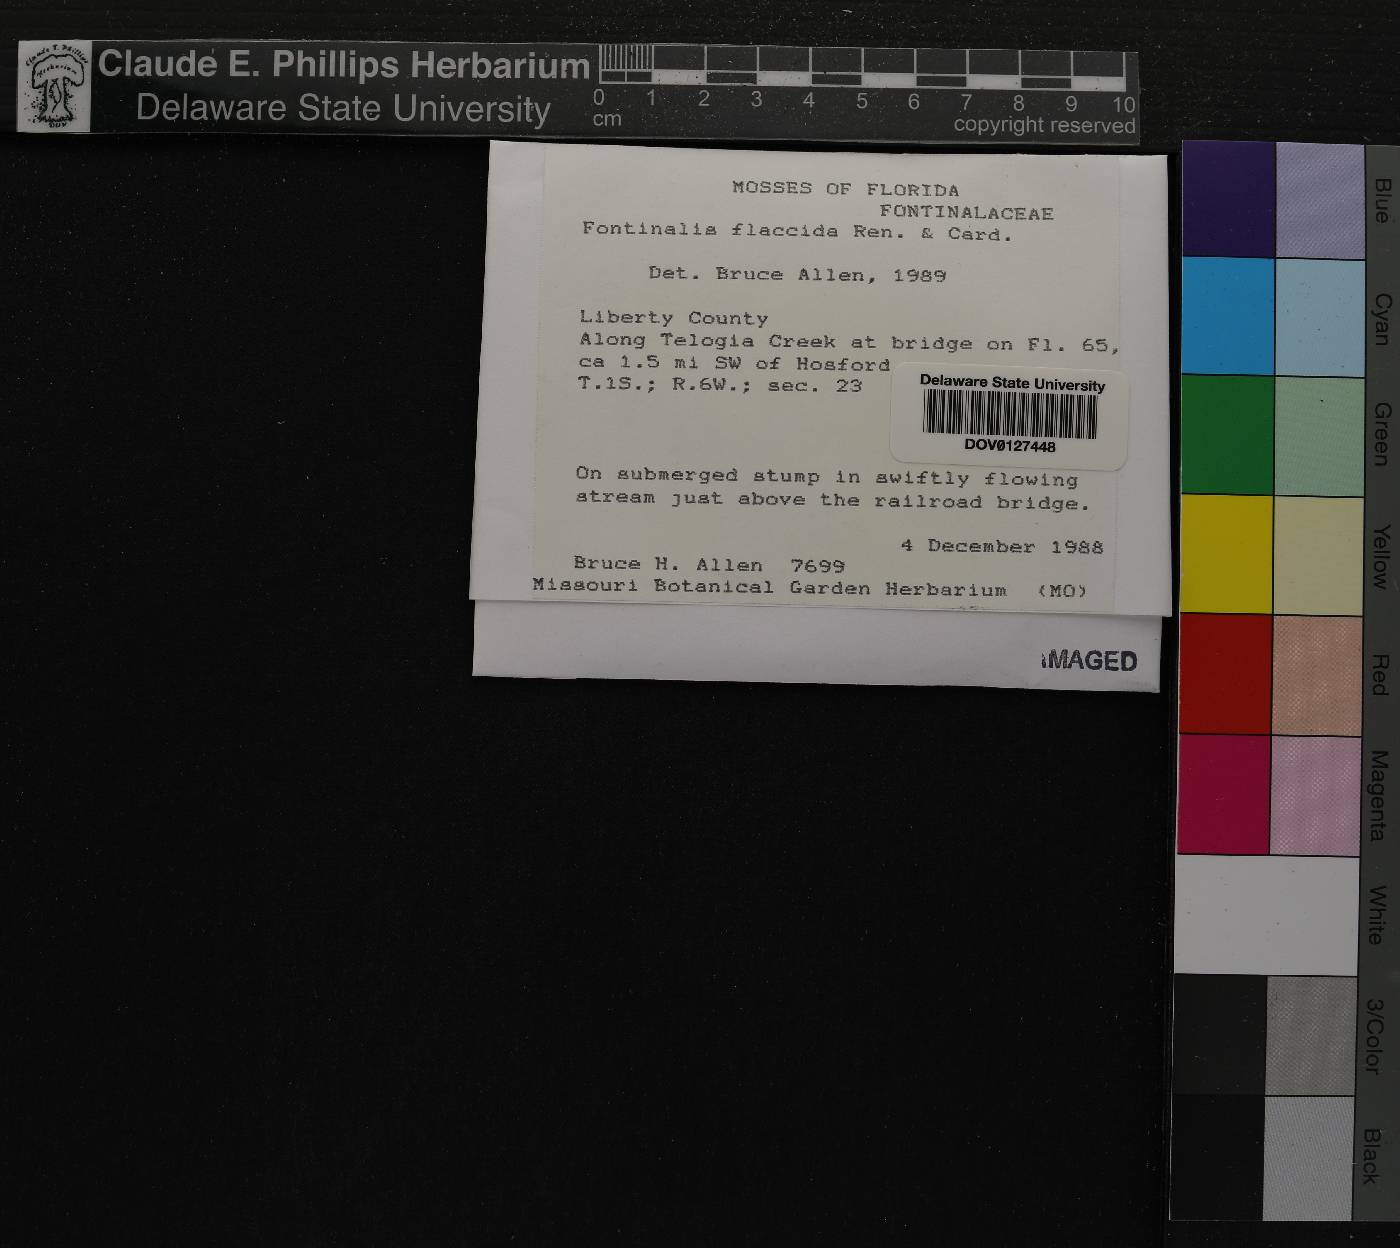 Claude E. Phillips Herbarium
Delaware State University
0 1 2 3 4 5 6 7 8 9 10
cm
copyright reserved
MOSSES OF FLORIDA
FONTINALACEAE
Fontinalis flaccida Ren. & Card.
Det. Bruce Allen, 1989
Liberty County
Along Telogia Creek at bridge on Fl. 65,
ca 1.5 mi SW of Hosford
T.1S.; R.6W.; sec. 23
Delaware State University
DOV0127448
On submerged stump in swiftly flowing
stream just above the railroad bridge.
4 December 1988
Bruce H. Allen 7699
Missouri Botanical Garden Herbarium (MO)
IMAGED
Blue
Cyan
Green
Yellow
Red
Magenta
White
3/Color
Black